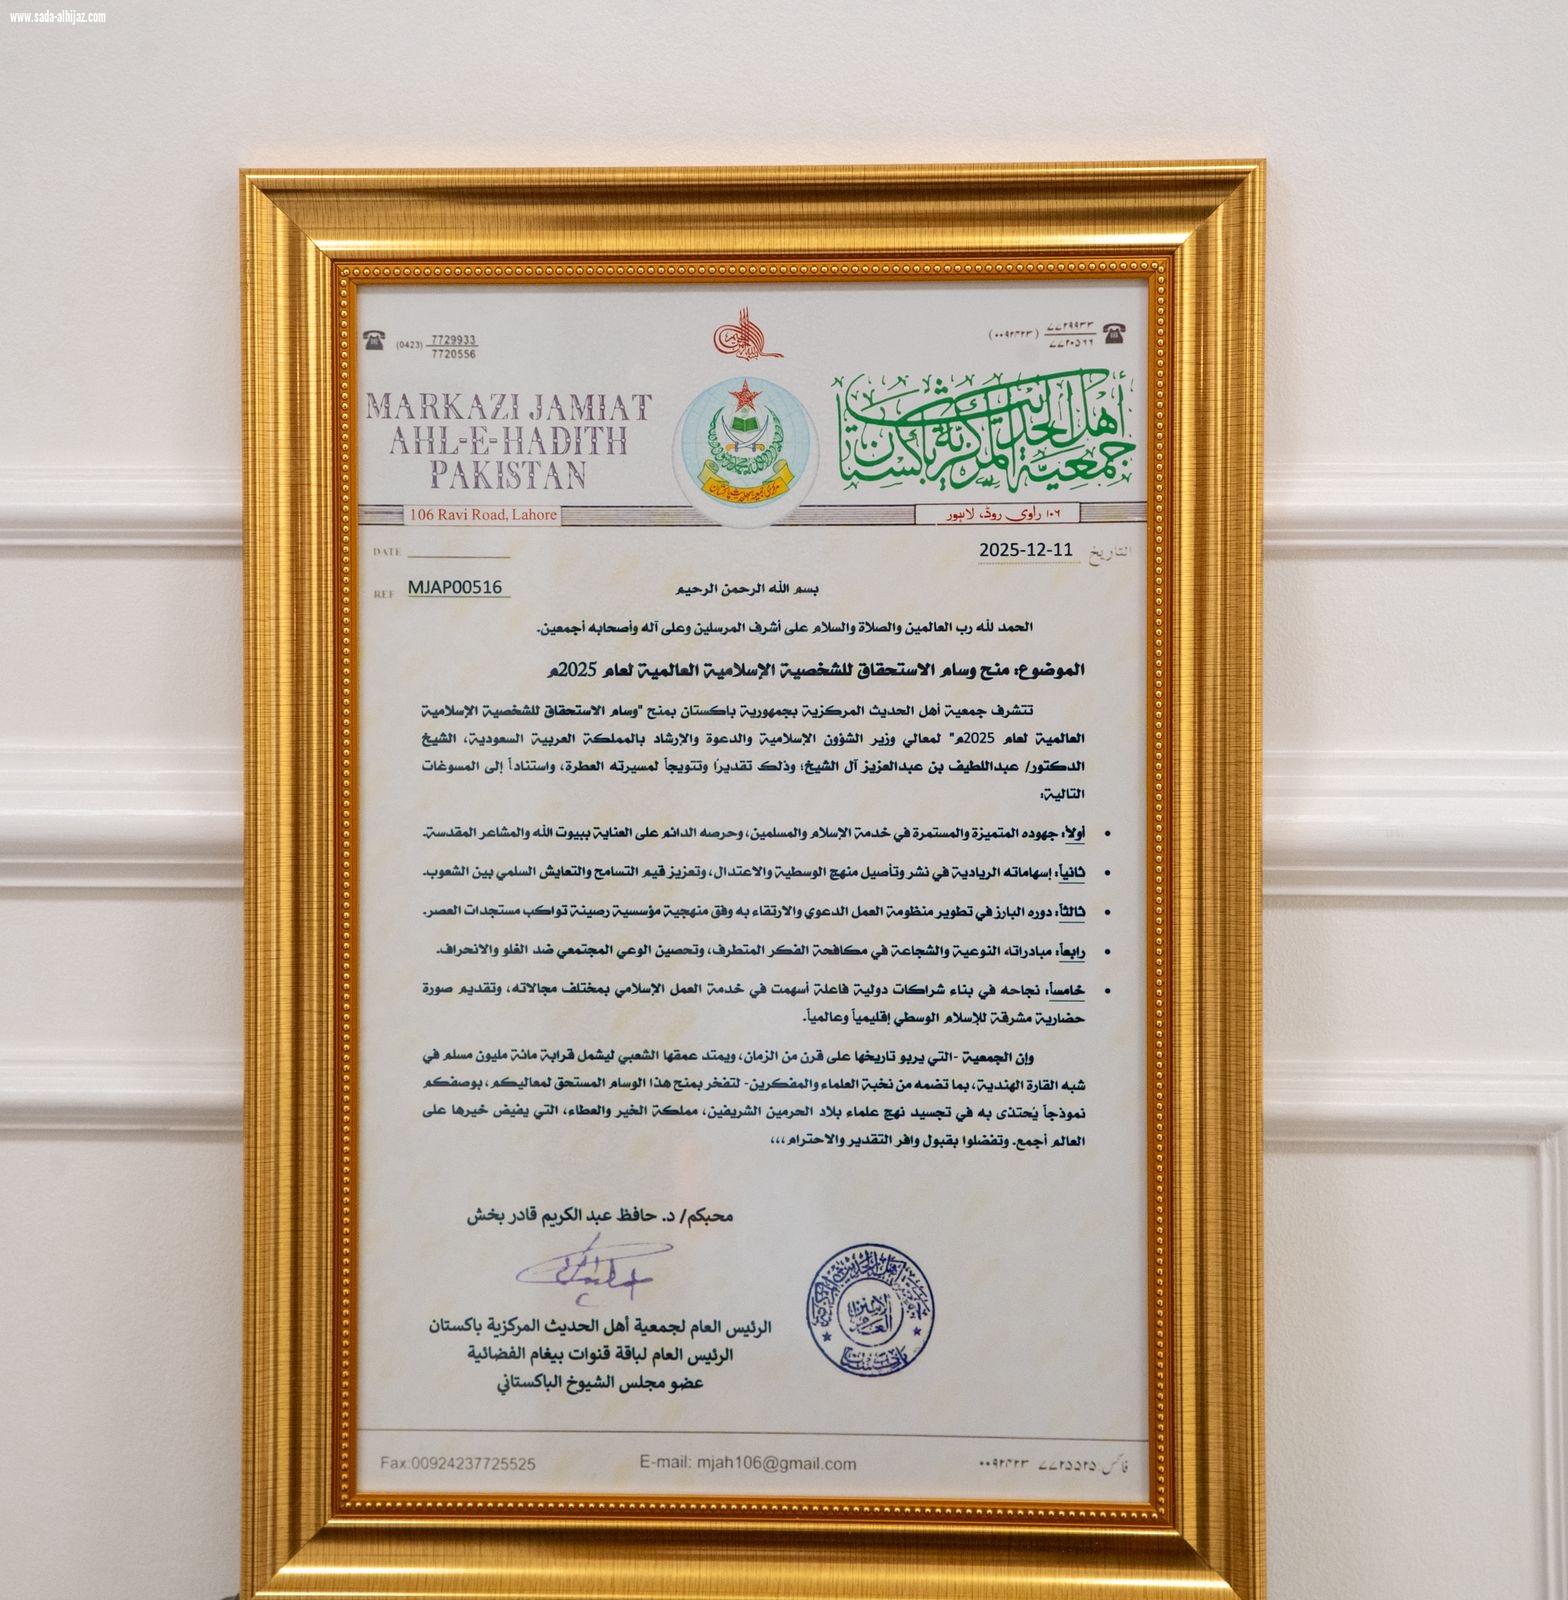 www.sada-alhijaz.com
(0423) 7729933
7720556
(۰۰۹۲۴۲۳) ۷۷۲۹۹۳۳
۷۷۲۰۵۵۶
MARKAZI JAMIAT
AHL-E-HADITH
PAKISTAN
جمعية أهل الحديث المركزية باكستان
مرکزی جمعیت اہلحدیث پاکستان
106 Ravi Road, Lahore
۱۰۶ راوی روڈ، لاہور
DATE
التاريخ 2025-12-11
REF MJAP00516
بسم الله الرحمن الرحيم
الحمد لله رب العالمين والصلاة والسلام على أشرف المرسلين وعلى آله وأصحابه أجمعين.
الموضوع: منح وسام الاستحقاق للشخصية الإسلامية العالمية لعام 2025م
تتشرف جمعية أهل الحديث المركزية بجمهورية باكستان بمنح "وسام الاستحقاق للشخصية الإسلامية
العالمية لعام 2025م" لمعالي وزير الشؤون الإسلامية والدعوة والإرشاد بالمملكة العربية السعودية، الشيخ
الدكتور/ عبداللطيف بن عبدالعزيز آل الشيخ؛ وذلك تقديرًا وتتويجاً لمسيرته العطرة، واستناداً إلى المسوغات
التالية:
• أولاً: جهوده المتميزة والمستمرة في خدمة الإسلام والمسلمين، وحرصه الدائم على العناية ببيوت الله والمشاعر المقدسة.
• ثانياً: إسهاماته الريادية في نشر وتأصيل منهج الوسطية والاعتدال، وتعزيز قيم التسامح والتعايش السلمي بين الشعوب.
• ثالثاً: دوره البارز في تطوير منظومة العمل الدعوي والارتقاء به وفق منهجية مؤسسية رصينة تواكب مستجدات العصر.
• رابعاً: مبادراته النوعية والشجاعة في مكافحة الفكر المتطرف، وتحصين الوعي المجتمعي ضد الغلو والانحراف.
• خامساً: نجاحه في بناء شراكات دولية فاعلة أسهمت في خدمة العمل الإسلامي بمختلف مجالاته، وتقديم صورة
حضارية مشرقة للإسلام الوسطي إقليمياً وعالمياً.
وإن الجمعية -التي يربو تاريخها على قرن من الزمان، ويمتد عمقها الشعبي ليشمل قرابة مائة مليون مسلم في
شبه القارة الهندية، بما تضمه من نخبة العلماء والمفكرين- لتفخر بمنح هذا الوسام المستحق لمعاليكم، بوصفكم
نموذجاً يُحتذى به في تجسيد نهج علماء بلاد الحرمين الشريفين، مملكة الخير والعطاء، التي يفيض خيرها على
العالم أجمع. وتفضلوا بقبول وافر التقدير والاحترام،،،
محبكم/ د. حافظ عبد الكريم قادر بخش
الرئيس العام لجمعية أهل الحديث المركزية باكستان
الرئيس العام لباقة قنوات بيغام الفضائية
عضو مجلس الشيوخ الباكستاني
Fax:00924237725525
E-mail: mjah106@gmail.com
فاکس: ۷۷۲۵۵۲۵ ۰۰۹۲۴۲۳